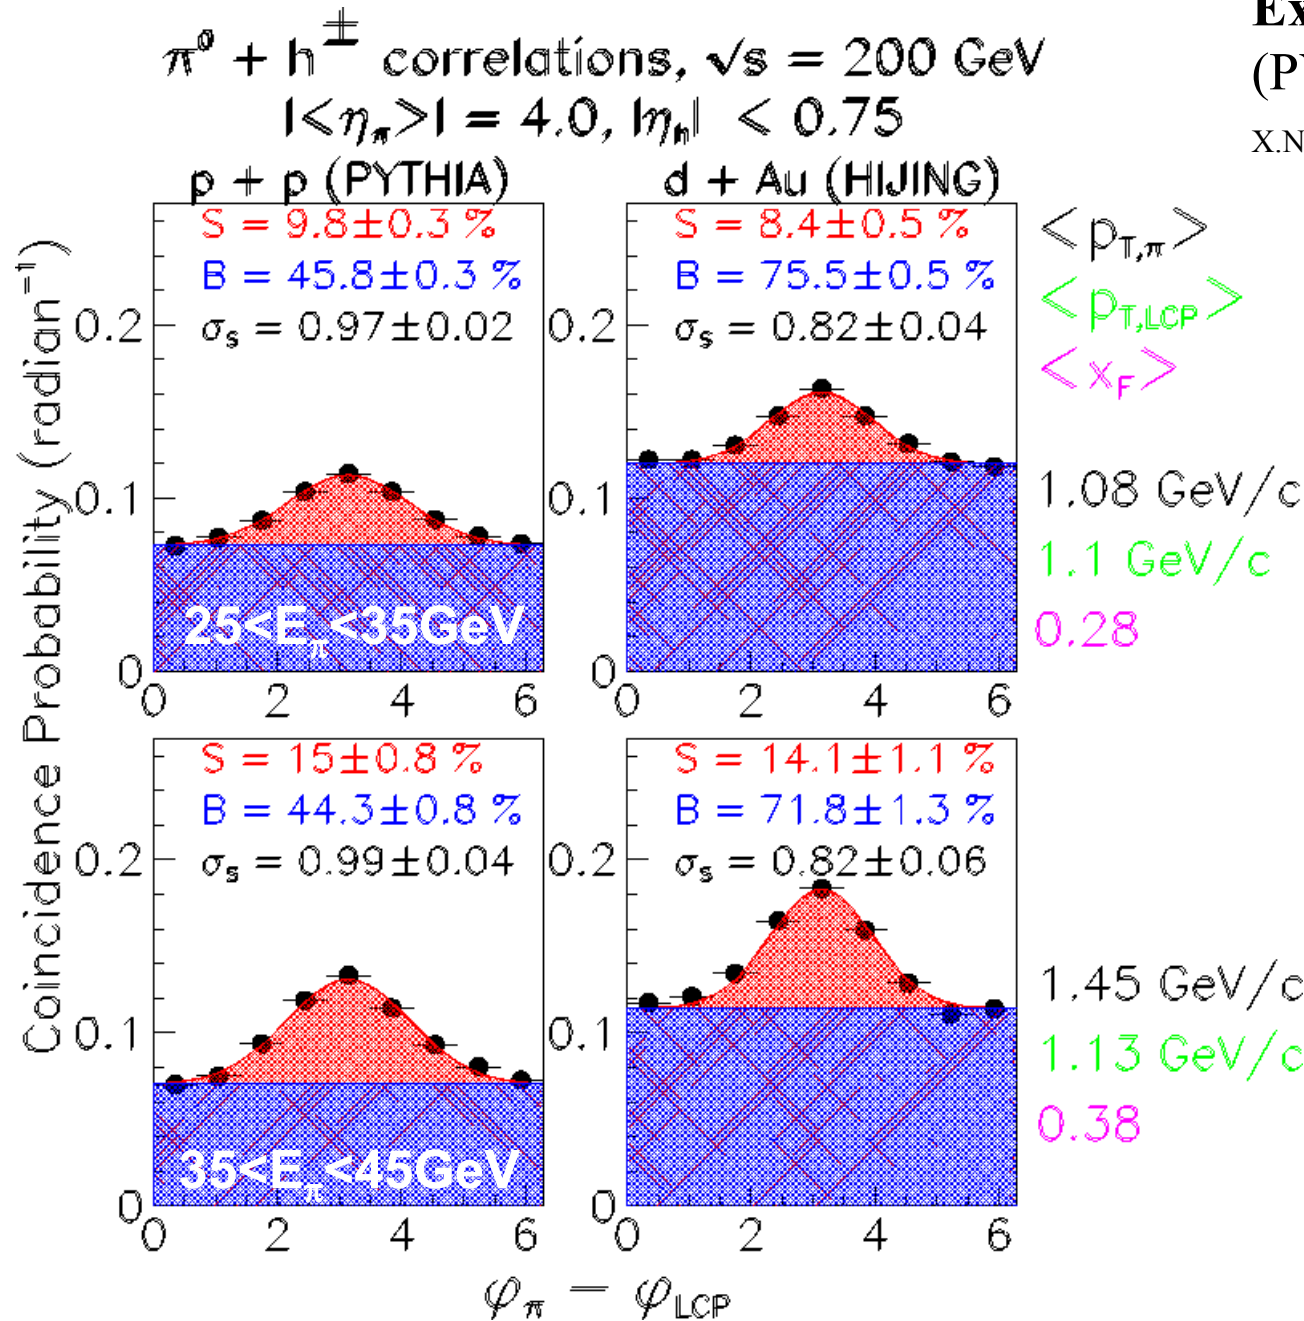 Ex
(PY
X.N
π⁰ + h± correlations, √s = 200 GeV
|<η_π>| = 4.0, |η_h| < 0.75
p + p (PYTHIA)
d + Au (HIJING)
Coincidence Probability (radian⁻¹)
S = 9.8±0.3 %
B = 45.8±0.3 %
σ_s = 0.97±0.02
0.2
0.1
0
25<E_π<35GeV
0 2 4 6
S = 8.4±0.5 %
B = 75.5±0.5 %
σ_s = 0.82±0.04
0.2
0.1
0
0 2 4 6
<p_T,π>
<p_T,LCP>
<x_F>
1.08 GeV/c
1.1 GeV/c
0.28
S = 15±0.8 %
B = 44.3±0.8 %
σ_s = 0.99±0.04
0.2
0.1
0
35<E_π<45GeV
0 2 4 6
S = 14.1±1.1 %
B = 71.8±1.3 %
σ_s = 0.82±0.06
0.2
0.1
0
0 2 4 6
1.45 GeV/c
1.13 GeV/c
0.38
φ_π − φ_LCP